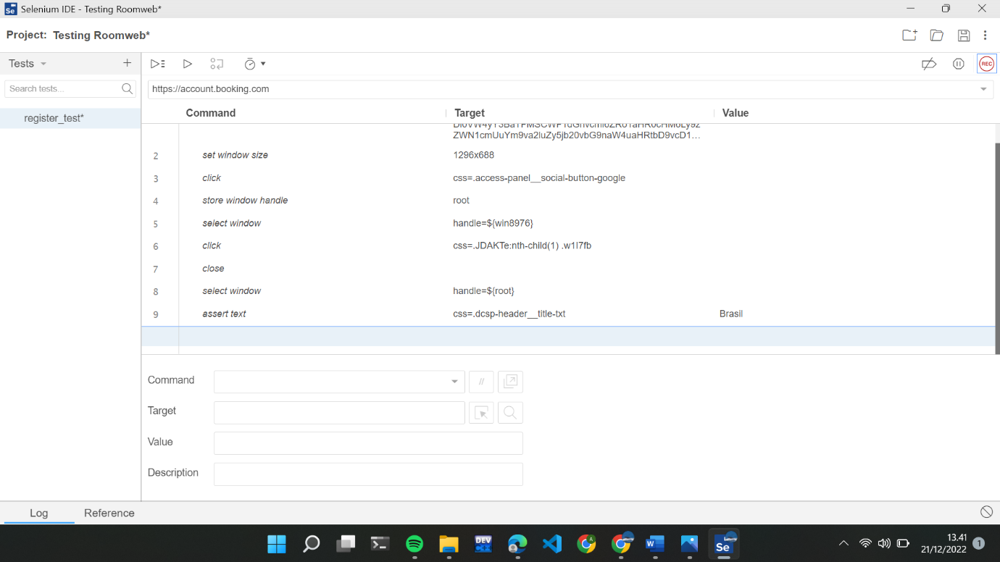 Selenium IDE - Testing Roomweb*
Project: Testing Roomweb*
Tests
Search tests...
register_test*
https://account.booking.com
Command Target Value
2 set window size 1296x688
3 click css=.access-panel__social-button-google
4 store window handle root
5 select window handle=${win8976}
6 click css=.JDAKTe:nth-child(1) .w1I7fb
7 close
8 select window handle=${root}
9 assert text css=.dcsp-header__title-txt Brasil
Command
//
Target
Value
Description
REC
Log Reference
DEV
Se
13.41
21/12/2022
1